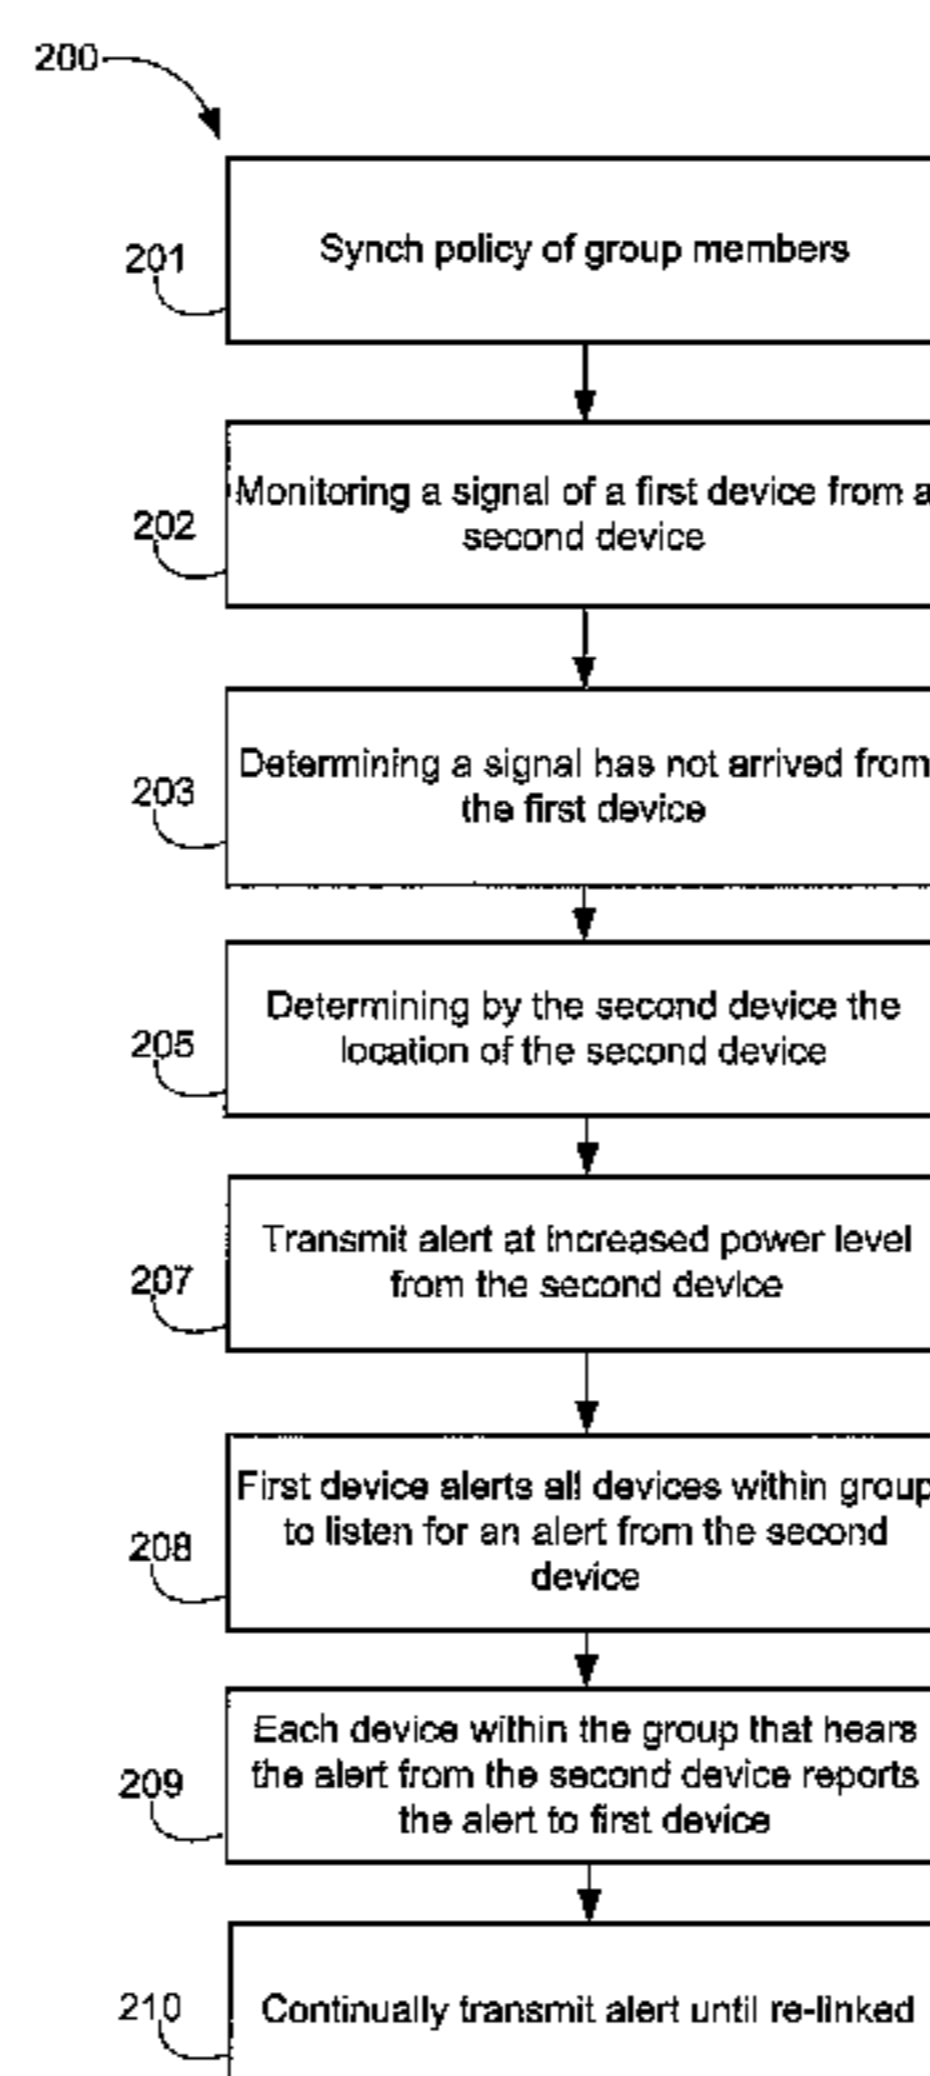 200
201
Synch policy of group members
202
Monitoring a signal of a first device from a
second device
203
Determining a signal has not arrived from
the first device
205
Determining by the second device the
location of the second device
207
Transmit alert at increased power level
from the second device
208
First device alerts all devices within group
to listen for an alert from the second
device
209
Each device within the group that hears
the alert from the second device reports
the alert to first device
210
Continually transmit alert until re-linked